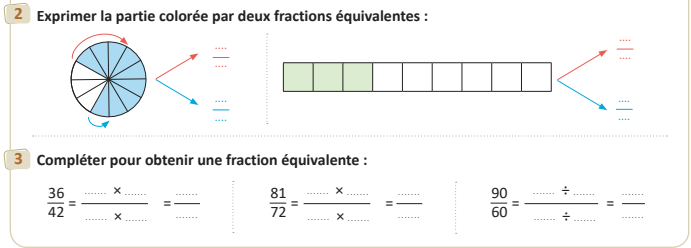 2 Exprimer la partie colorée par deux fractions équivalentes :
.... ....
.... ....
.... ....
.... ....
3 Compléter pour obtenir une fraction équivalente :
36 ...... × ...... ......
42 = ...... × ...... = ......
81 ...... × ...... ......
72 = ...... × ...... = ......
90 ...... ÷ ...... ......
60 = ...... ÷ ...... = ......